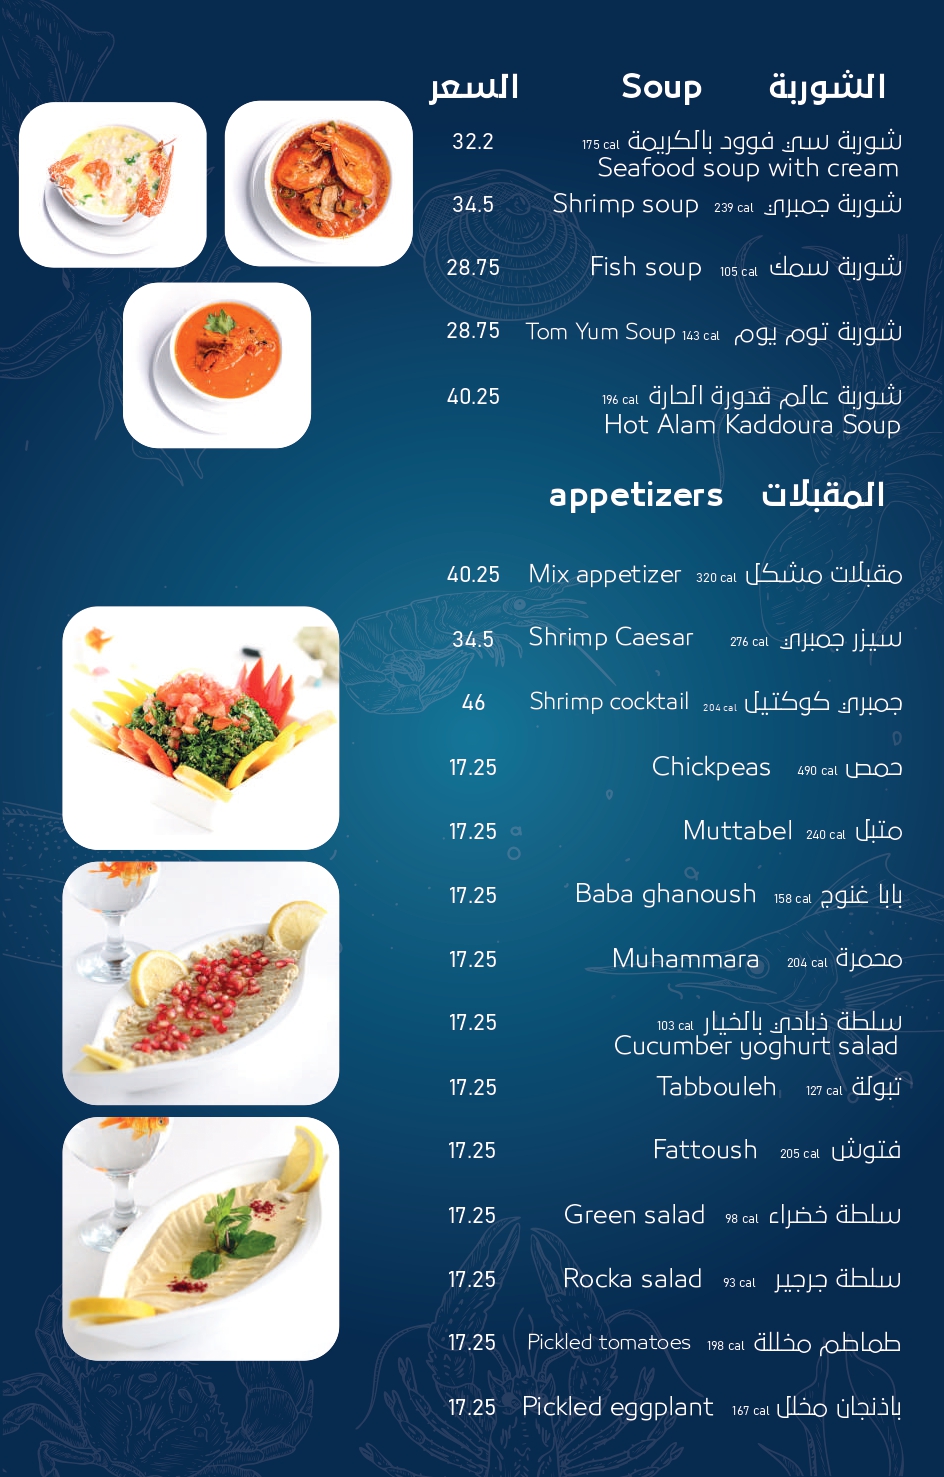 الشوربة Soup السعر
شوربة سي فوود بالكريمة 175 cal 32.2
Seafood soup with cream
شوربة جمبري 239 cal Shrimp soup 34.5
شوربة سمك 105 cal Fish soup 28.75
شوربة توم يوم 143 cal Tom Yum Soup 28.75
شوربة عالم قدورة الحارة 196 cal 40.25
Hot Alam Kaddoura Soup
المقبلات appetizers
مقبلات مشكل 320 cal Mix appetizer 40.25
سيزر جمبري 276 cal Shrimp Caesar 34.5
جمبري كوكتيل 204 cal Shrimp cocktail 46
حمص 490 cal Chickpeas 17.25
متبل 240 cal Muttabel 17.25
بابا غنوج 158 cal Baba ghanoush 17.25
محمرة 204 cal Muhammara 17.25
سلطة ذبادي بالخيار 103 cal 17.25
Cucumber yoghurt salad
تبولة 127 cal Tabbouleh 17.25
فتوش 205 cal Fattoush 17.25
سلطة خضراء 98 cal Green salad 17.25
سلطة جرجير 93 cal Rocka salad 17.25
طماطم مخللة 198 cal Pickled tomatoes 17.25
باذنجان مخلل 167 cal Pickled eggplant 17.25